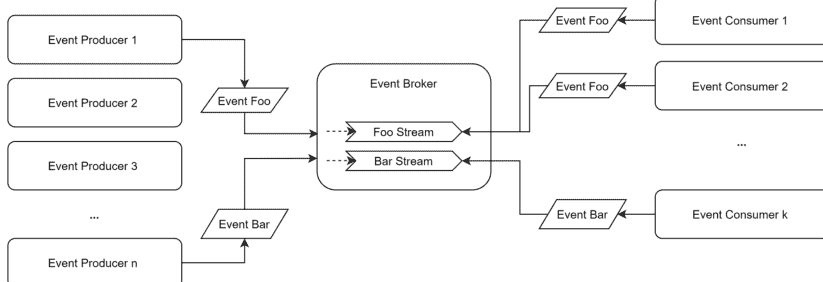 Event Producer 1
Event Producer 2
Event Producer 3
...
Event Producer n
Event Foo
Event Bar
Event Broker
Foo Stream
Bar Stream
Event Foo
Event Foo
Event Bar
Event Consumer 1
Event Consumer 2
...
Event Consumer k